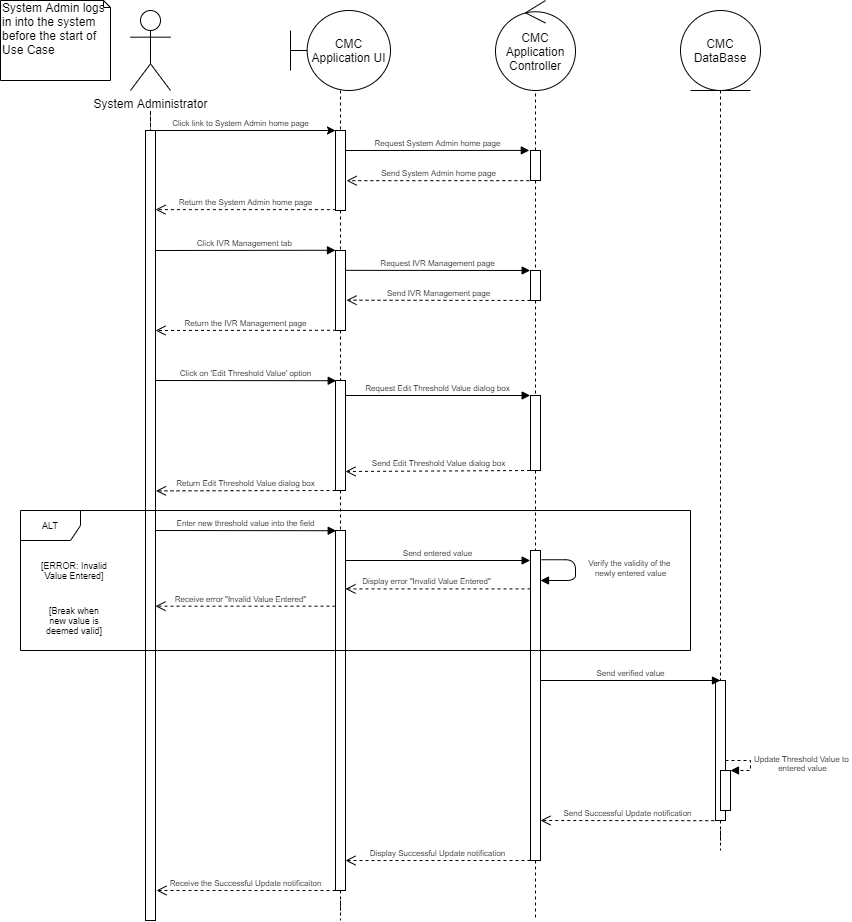 System Admin logs
in into the system
before the start of
Use Case
CMC
Application UI
CMC
Application
Controller
CMC
DataBase
System Administrator
Click link to System Admin home page
Request System Admin home page
Send System Admin home page
Return the System Admin home page
Click IVR Management tab
Request IVR Management page
Send IVR Management page
Return the IVR Management page
Click on 'Edit Threshold Value' option
Request Edit Threshold Value dialog box
Send Edit Threshold Value dialog box
Return Edit Threshold Value dialog box
ALT
Enter new threshold value into the field
Send entered value
Verify the validity of the
newly entered value
[ERROR: Invalid
Value Entered]
Display error "Invalid Value Entered"
Receive error "Invalid Value Entered"
[Break when
new value is
deemed valid]
Send verified value
Update Threshold Value to
entered value
Send Successful Update notification
Display Successful Update notification
Receive the Successful Update notificaiton